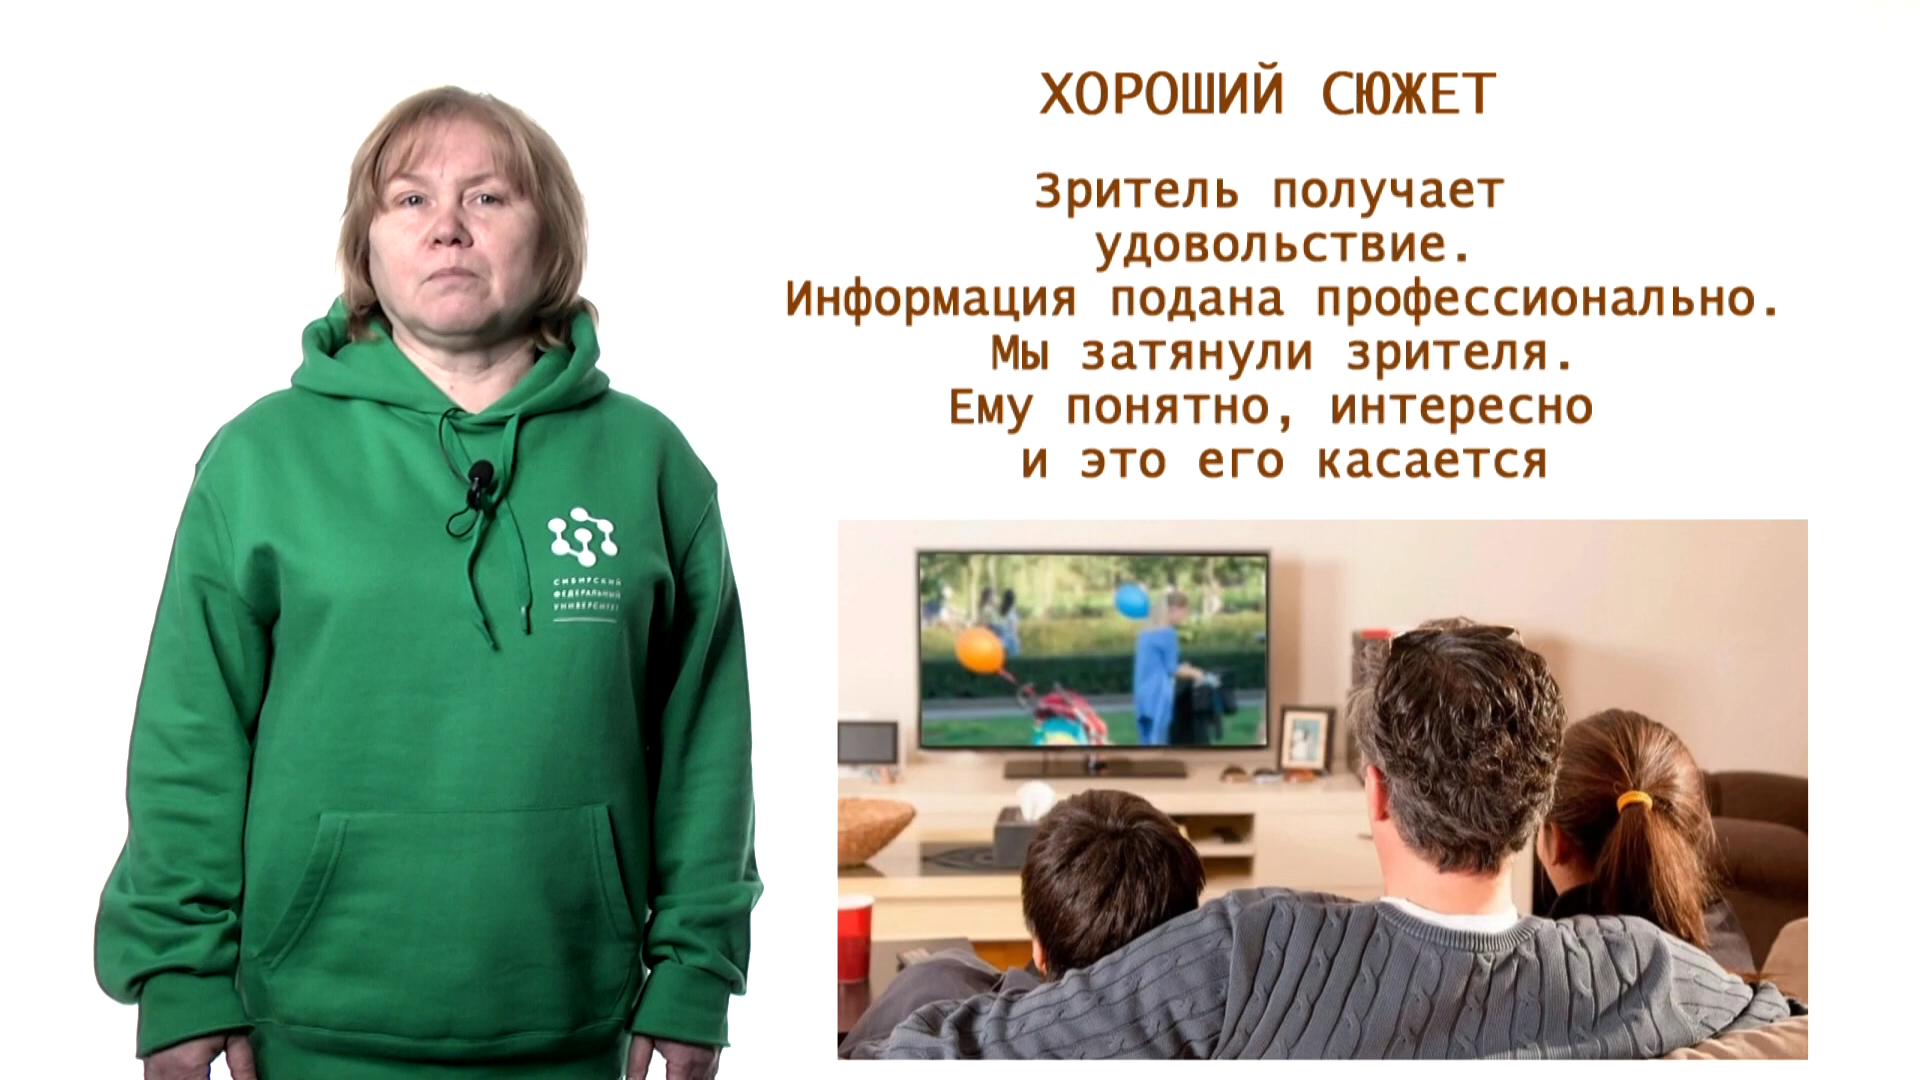 ХОРОШИЙ СЮЖЕТ
Зритель получает
удовольствие.
Информация подана профессионально.
Мы затянули зрителя.
Ему понятно, интересно
и это его касается
СИБИРСКИЙ
ФЕДЕРАЛЬНЫЙ
УНИВЕРСИТЕТ